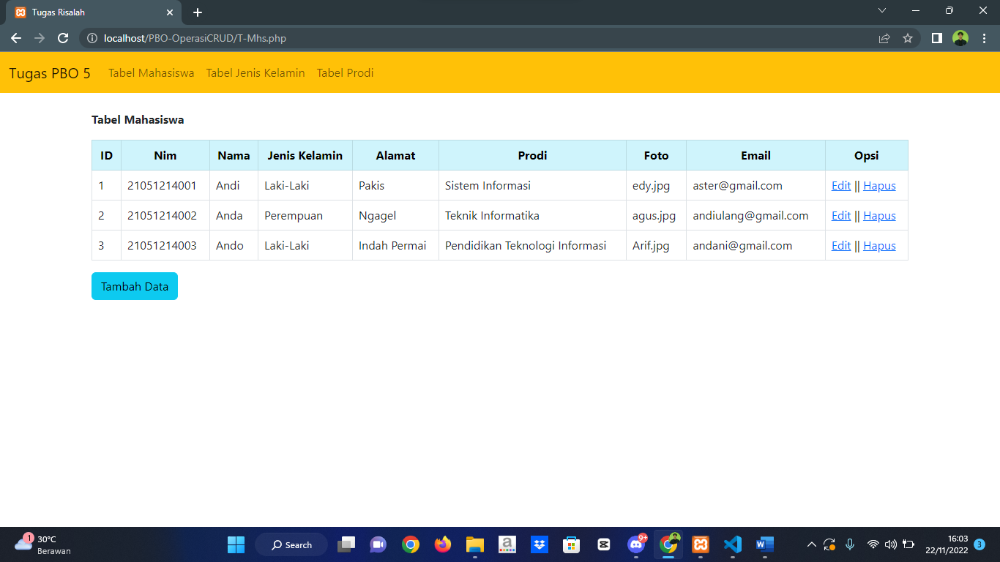 Tugas Risalah
localhost/PBO-OperasiCRUD/T-Mhs.php
Tugas PBO 5 Tabel Mahasiswa Tabel Jenis Kelamin Tabel Prodi
Tabel Mahasiswa
ID Nim Nama Jenis Kelamin Alamat Prodi Foto Email Opsi
1 21051214001 Andi Laki-Laki Pakis Sistem Informasi edy.jpg aster@gmail.com Edit || Hapus
2 21051214002 Anda Perempuan Ngagel Teknik Informatika agus.jpg andiulang@gmail.com Edit || Hapus
3 21051214003 Ando Laki-Laki Indah Permai Pendidikan Teknologi Informasi Arif.jpg andani@gmail.com Edit || Hapus
Tambah Data
1 30°C
Berawan
Search
a
9+
W
16:03
22/11/2022
3